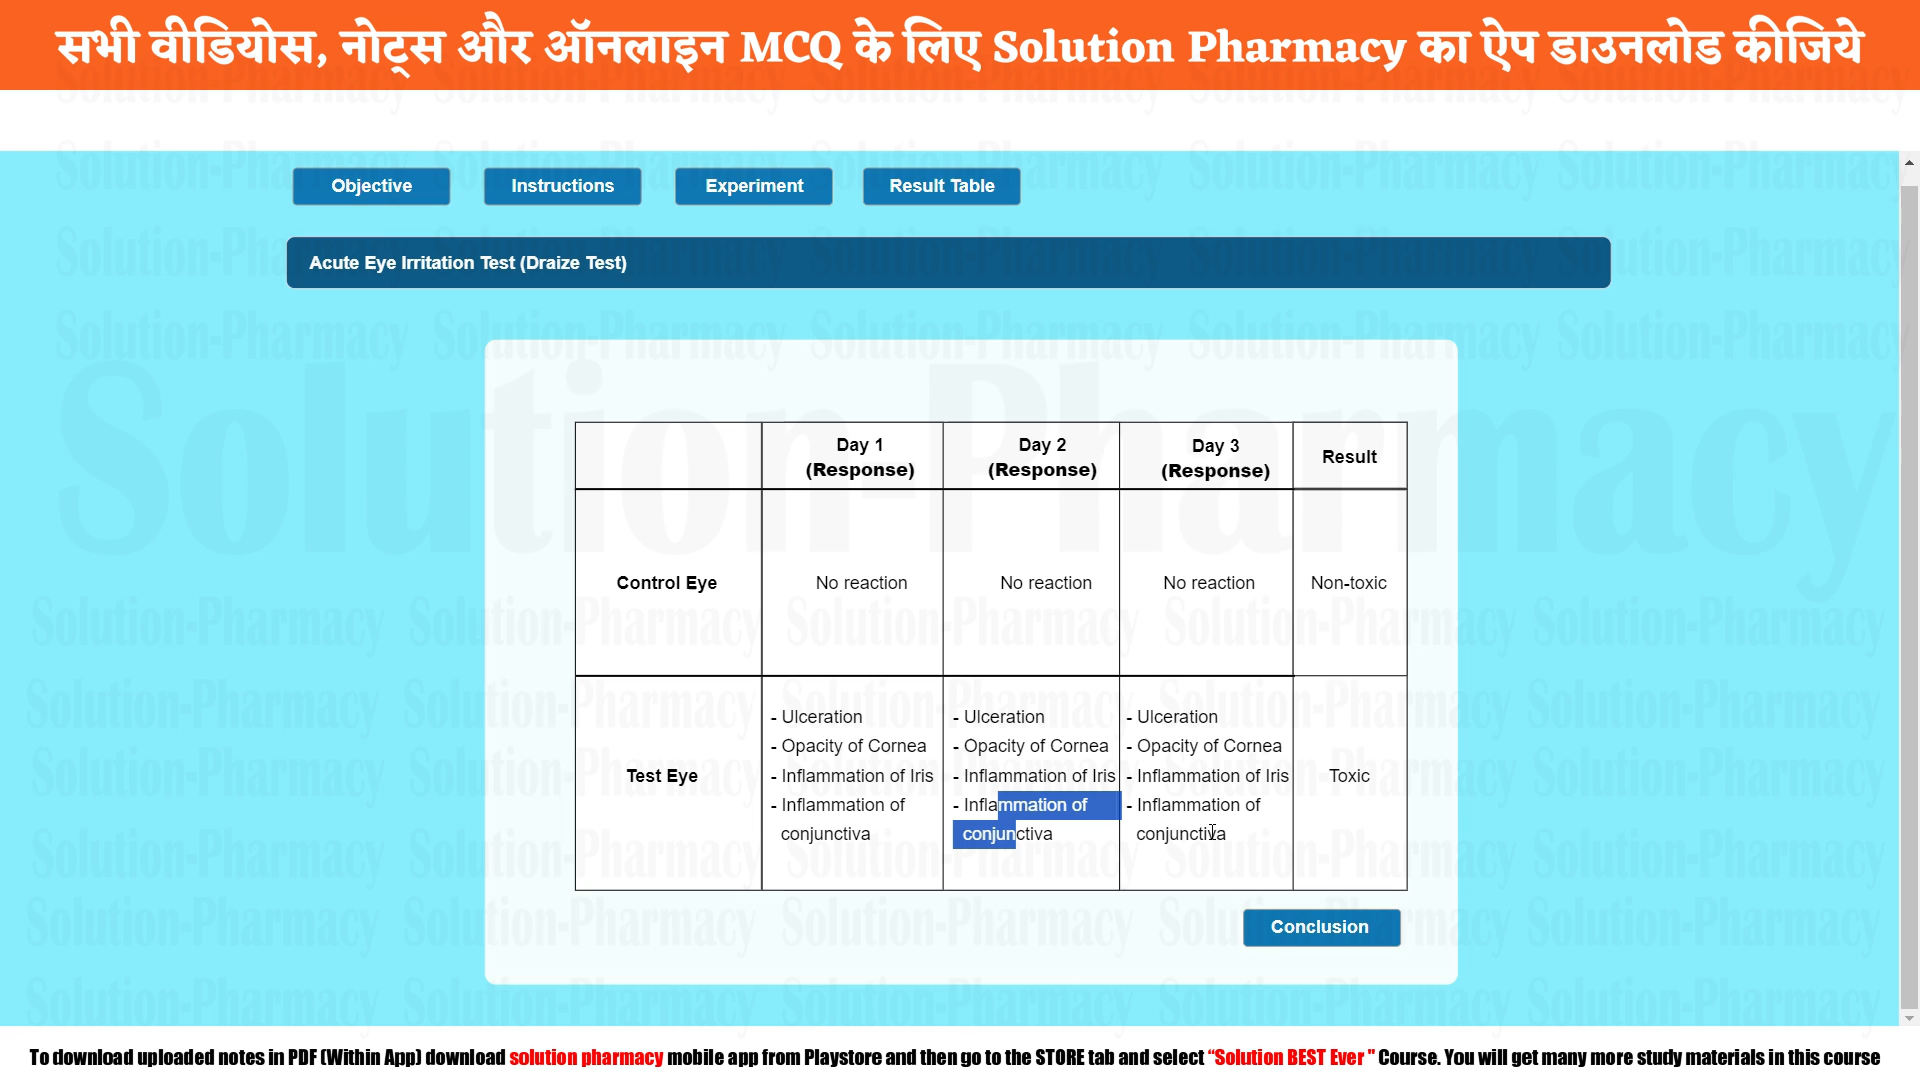 सभी वीडियोस, नोट्स और ऑनलाइन MCQ के लिए Solution Pharmacy का ऐप डाउनलोड कीजिये
Objective
Instructions
Experiment
Result Table
Acute Eye Irritation Test (Draize Test)
Day 1
(Response)
Day 2
(Response)
Day 3
(Response)
Result
Control Eye
No reaction
No reaction
No reaction
Non-toxic
Test Eye
- Ulceration
- Opacity of Cornea
- Inflammation of Iris
- Inflammation of
conjunctiva
- Ulceration
- Opacity of Cornea
- Inflammation of Iris
- Inflammation of
conjunctiva
- Ulceration
- Opacity of Cornea
- Inflammation of Iris
- Inflammation of
conjunctiva
Toxic
Conclusion
Solution-Pharmacy
To download uploaded notes in PDF (Within App) download solution pharmacy mobile app from Playstore and then go to the STORE tab and select “Solution BEST Ever " Course. You will get many more study materials in this course